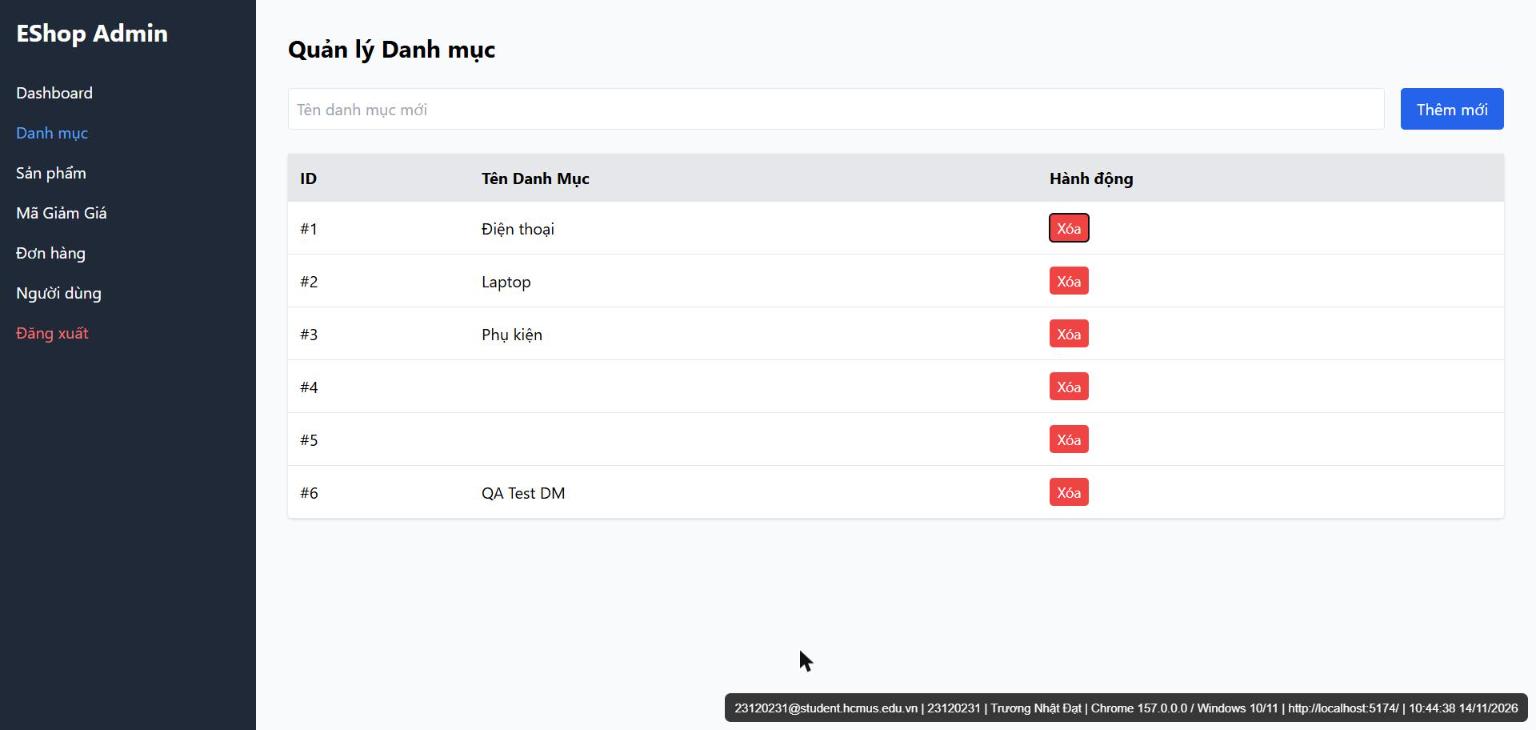 EShop Admin
Dashboard
Danh mục
Sản phẩm
Mã Giảm Giá
Đơn hàng
Người dùng
Đăng xuất
Quản lý Danh mục
Tên danh mục mới
Thêm mới
ID Tên Danh Mục Hành động
#1 Điện thoại Xóa
#2 Laptop Xóa
#3 Phụ kiện Xóa
#4 Xóa
#5 Xóa
#6 QA Test DM Xóa
23120231@student.hcmus.edu.vn | 23120231 | Trương Nhật Đạt | Chrome 157.0.0.0 / Windows 10/11 | http://localhost:5174/ | 10:44:38 14/11/2026